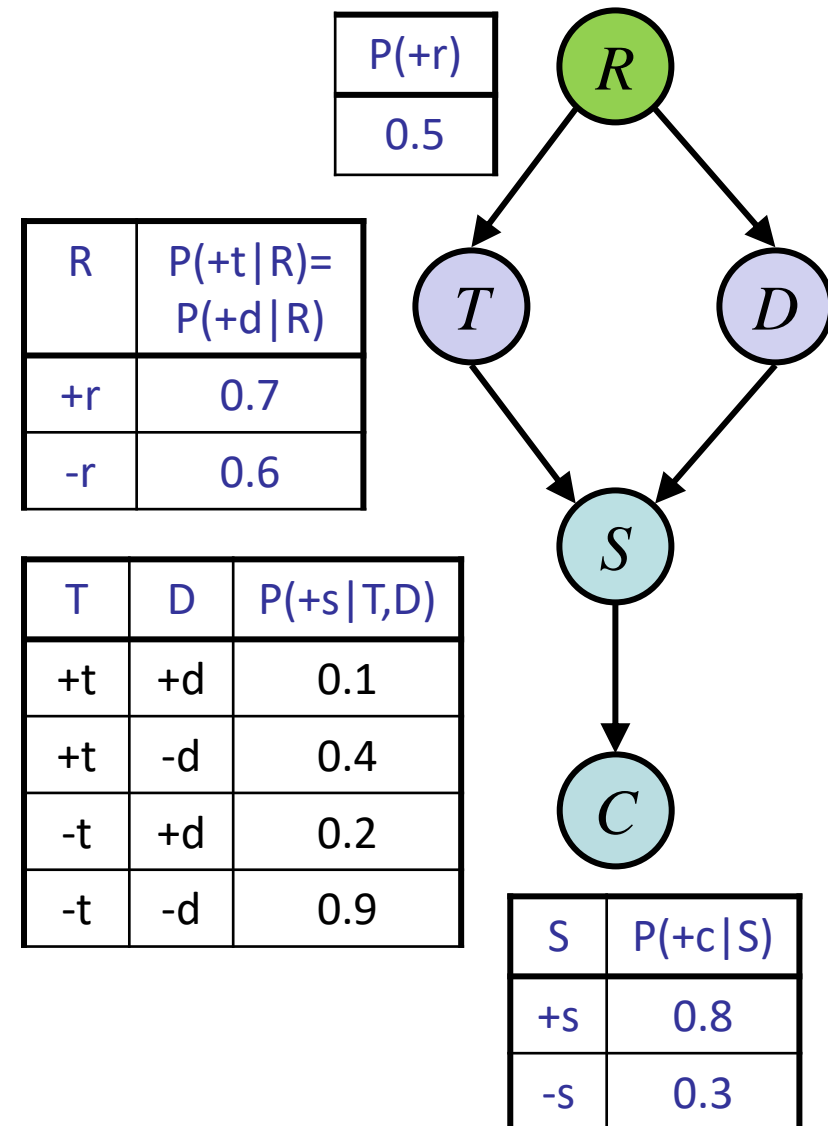 P(+r)
0.5
R
R P(+t|R)=
P(+d|R)
+r 0.7
-r 0.6
T
D
T D P(+s|T,D)
+t +d 0.1
+t -d 0.4
-t +d 0.2
-t -d 0.9
S
C
S P(+c|S)
+s 0.8
-s 0.3